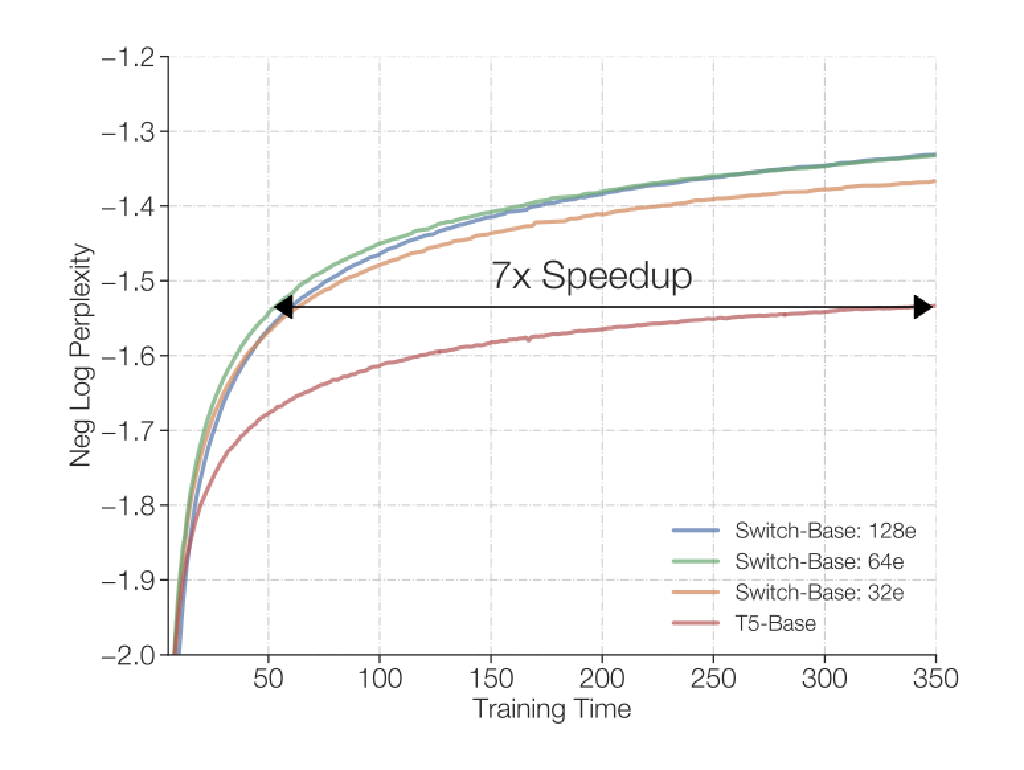 −1.2
−1.3
−1.4
−1.5
−1.6
−1.7
−1.8
−1.9
−2.0
Neg Log Perplexity
7x Speedup
Switch-Base: 128e
Switch-Base: 64e
Switch-Base: 32e
T5-Base
50 100 150 200 250 300 350
Training Time